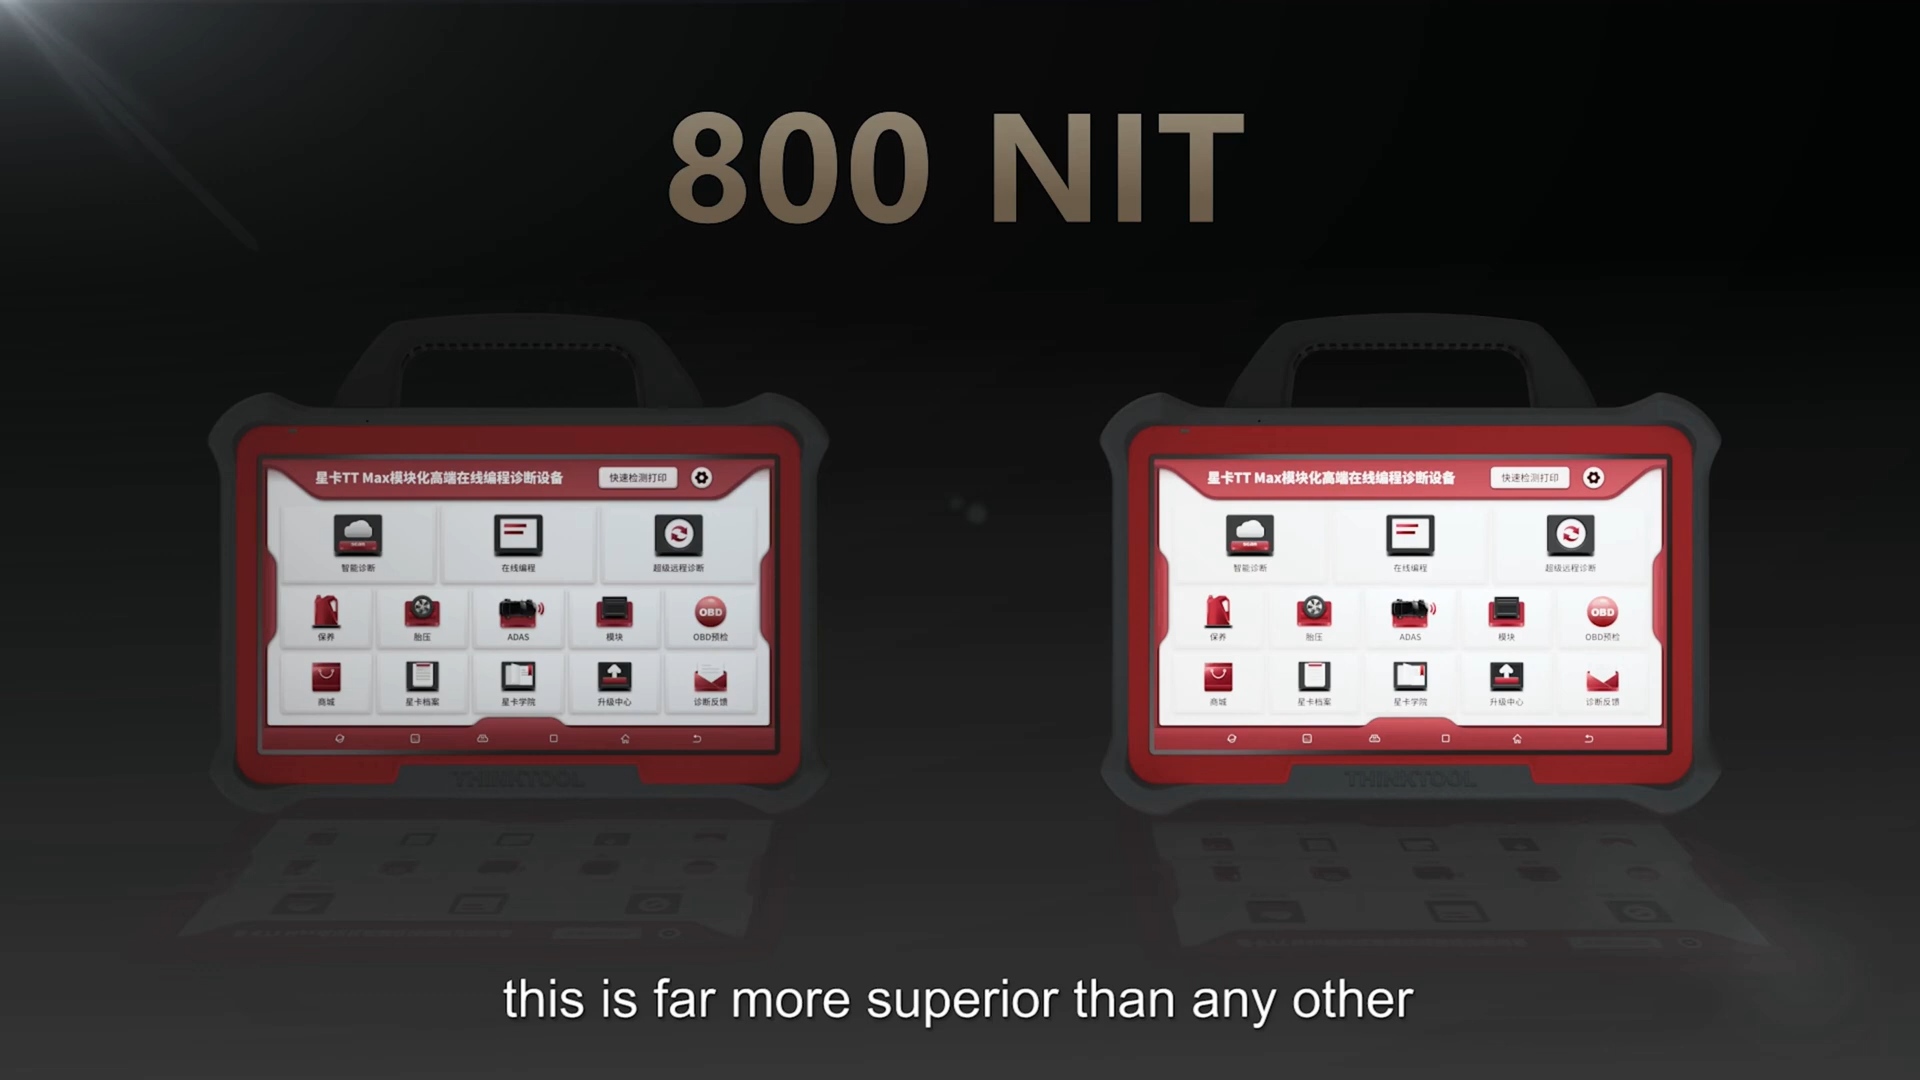 800 NIT
星卡TT Max模块化高端在线编程诊断设备 快速检测打印
智能诊断 在线编程 超级远程诊断
OBD
保养 胎压 ADAS 模块 OBD预检
商城 星卡档案 星卡学院 升级中心 诊断反馈
THINKTOOL
星卡TT Max模块化高端在线编程诊断设备 快速检测打印
智能诊断 在线编程 超级远程诊断
OBD
保养 胎压 ADAS 模块 OBD预检
商城 星卡档案 星卡学院 升级中心 诊断反馈
THINKTOOL
this is far more superior than any other